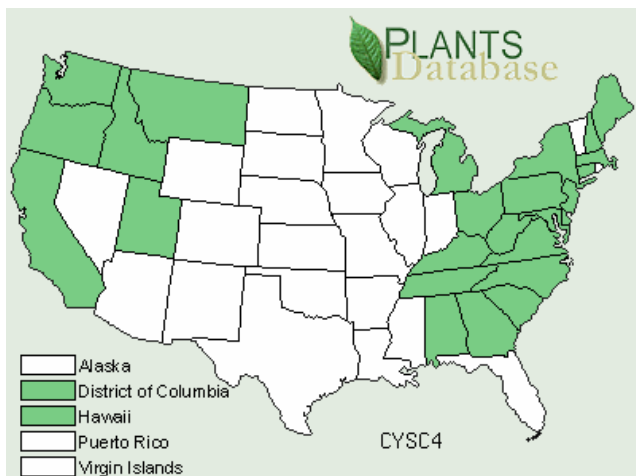 PLANTS
Database
Alaska
District of Columbia
Hawaii
Puerto Rico
Virgin Islands
CYSC4